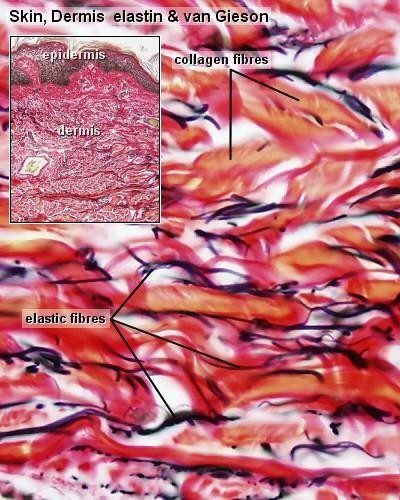 Skin, Dermis elastin & van Gieson
epidermis
collagen fibres
dermis
elastic fibres